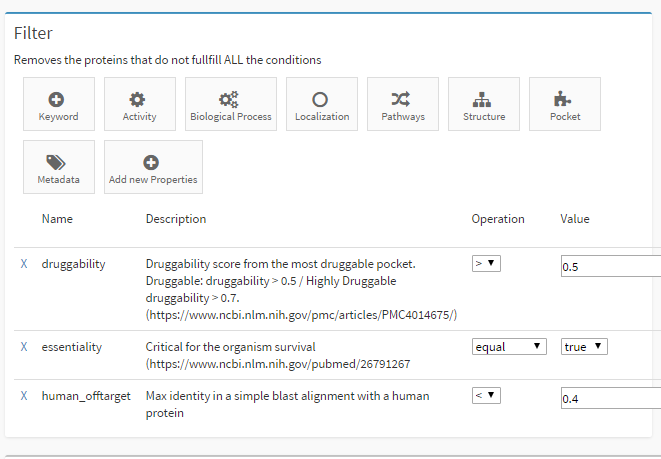 Filter
Removes the proteins that do not fullfill ALL the conditions
Keyword
Activity
Biological Process
Localization
Pathways
Structure
Pocket
Metadata
Add new Properties
Name Description Operation Value
X druggability Druggability score from the most druggable pocket. > 0.5
Druggable: druggability > 0.5 / Highly Druggable
druggability > 0.7.
(https://www.ncbi.nlm.nih.gov/pmc/articles/PMC4014675/)
X essentiality Critical for the organism survival equal true
(https://www.ncbi.nlm.nih.gov/pubmed/26791267
X human_offtarget Max identity in a simple blast alignment with a human < 0.4
protein